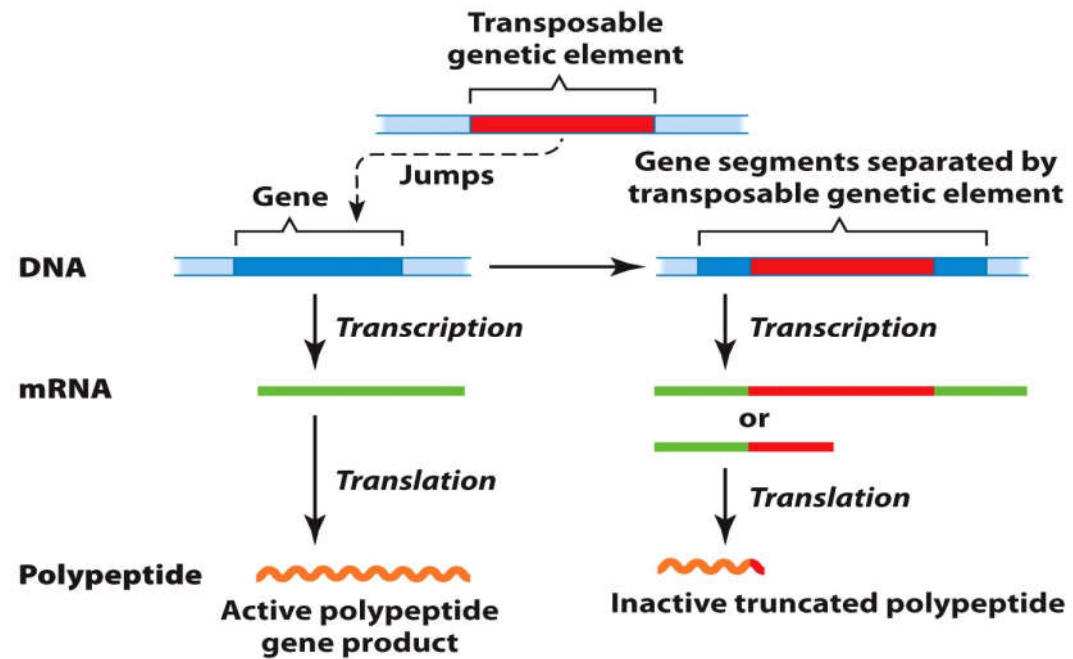 Transposable
genetic element
Jumps
Gene
Gene segments separated by
transposable genetic element
DNA
Transcription
Transcription
mRNA
or
Translation
Translation
Polypeptide
Active polypeptide
gene product
Inactive truncated polypeptide